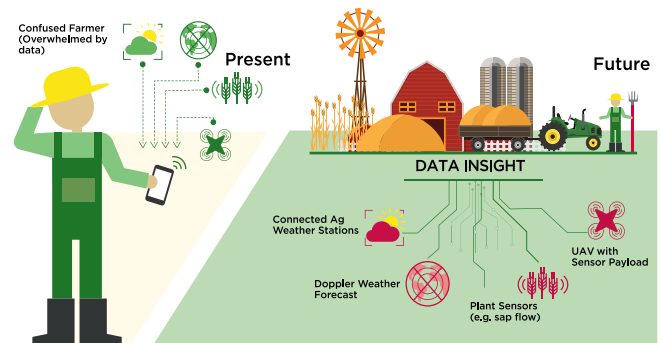 Confused Farmer
(Overwhelmed by
data)
Present
Future
DATA INSIGHT
Connected Ag
Weather Stations
Doppler Weather
Forecast
Plant Sensors
(e.g. sap flow)
UAV with
Sensor Payload